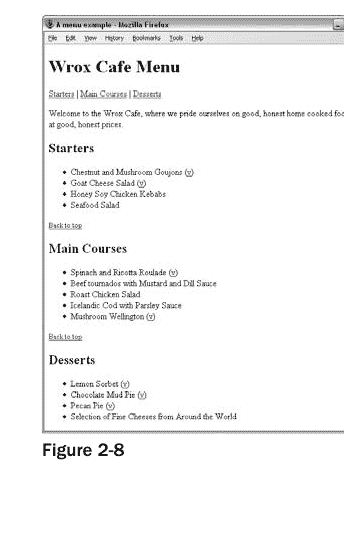 A menu example - Mozilla Firefox
File Edit View History Bookmarks Tools Help
Wrox Cafe Menu
Starters | Main Courses | Desserts
Welcome to the Wrox Cafe, where we pride ourselves on good, honest home cooked foo
at good, honest prices.
Starters
Chestnut and Mushroom Goujons (v)
Goat Cheese Salad (v)
Honey Soy Chicken Kebabs
Seafood Salad
Back to top
Main Courses
Spinach and Ricotta Roulade (v)
Beef tournados with Mustard and Dill Sauce
Roast Chicken Salad
Icelandic Cod with Parsley Sauce
Mushroom Wellington (v)
Back to top
Desserts
Lemon Sorbet (v)
Chocolate Mud Pie (v)
Pecan Pie (v)
Selection of Fine Cheeses from Around the World
Figure 2-8